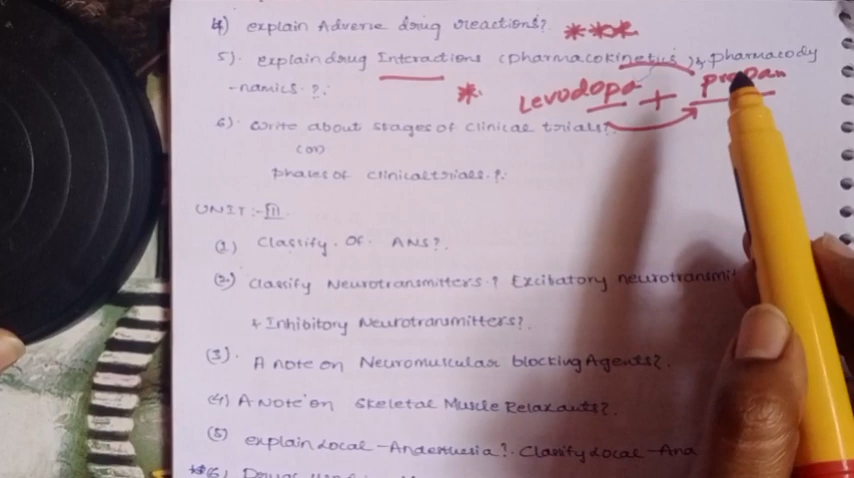 4) explain Adverse drug reactions? ***
5). explain drug Interactions (pharmacokinetics) & pharmacody
-namics.?. * Levodopa + propan
6). write about stages of clinical trials?.
(or)
phases of clinical trials.?.
UNIT:-III
(1) Classify. Of. ANS?.
(2) classify Neurotransmitters.? Excibatory neurotransmit
& Inhibitory Neurotransmitters?.
(3). A note on Neuromuscular blocking Agents?.
(4) A Note on Skeletal Muscle Relaxants?.
(5) explain Local-Anaesthesia?. Classify Local-Ana